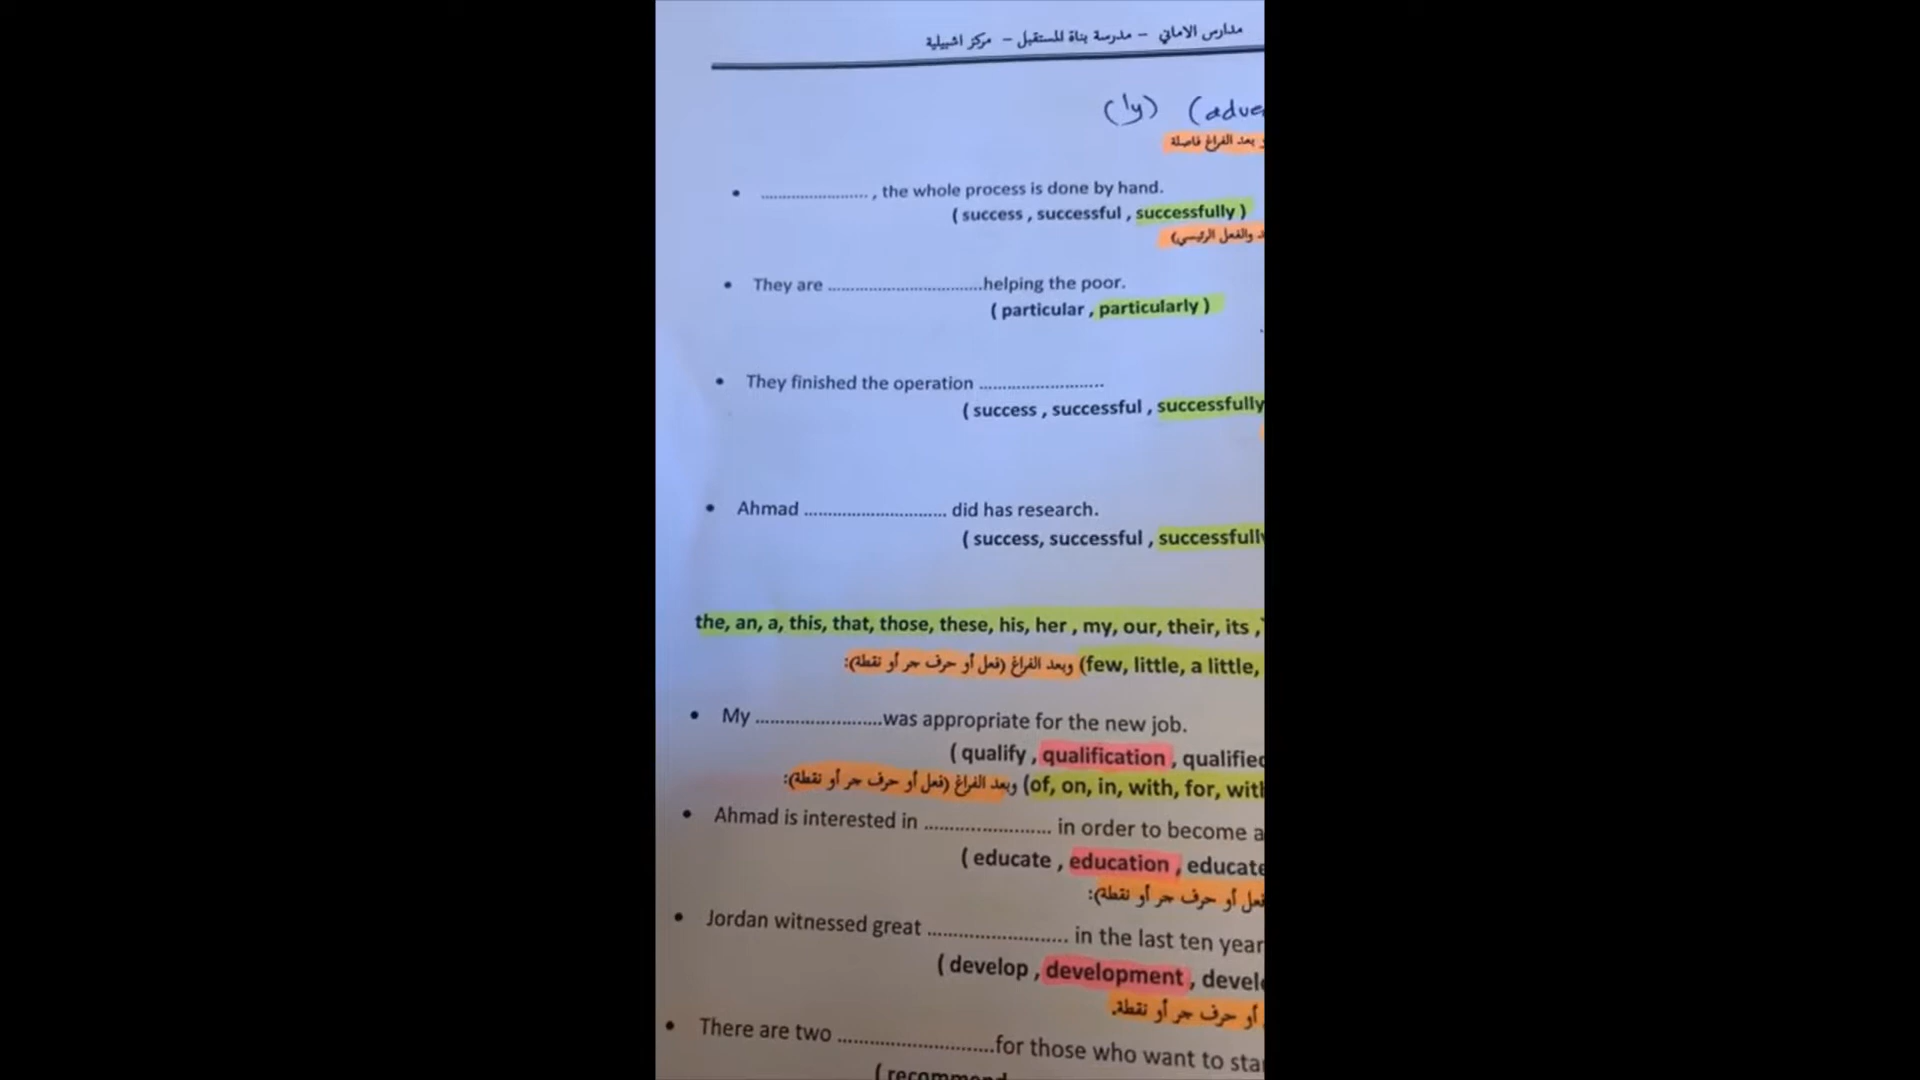 مدارس الاماني - مدرسة بناة المستقبل - مركز اشبيلية
(ly) (adve
بعد الفراغ فاصلة
• ........................ , the whole process is done by hand.
( success , successful , successfully )
والفعل الرئيسي)
• They are ..................................helping the poor.
( particular , particularly )
• They finished the operation ...........................
( success , successful , successfully
• Ahmad .............................. did has research.
( success, successful , successfull
the, an, a, this, that, those, these, his, her , my, our, their, its ,
(few, little, a little, وبعد الفراغ (فعل أو حرف جر أو نقطة):
• My ........................was appropriate for the new job.
( qualify , qualification , qualified
(of, on, in, with, for, with وبعد الفراغ (فعل أو حرف جر أو نقطة):
• Ahmad is interested in ........................ in order to become a
( educate , education , educate
فعل أو حرف جر أو نقطة):
• Jordan witnessed great .......................... in the last ten year
( develop , development , devel
أو حرف جر أو نقطة.
• There are two .............................for those who want to sta
( recommend